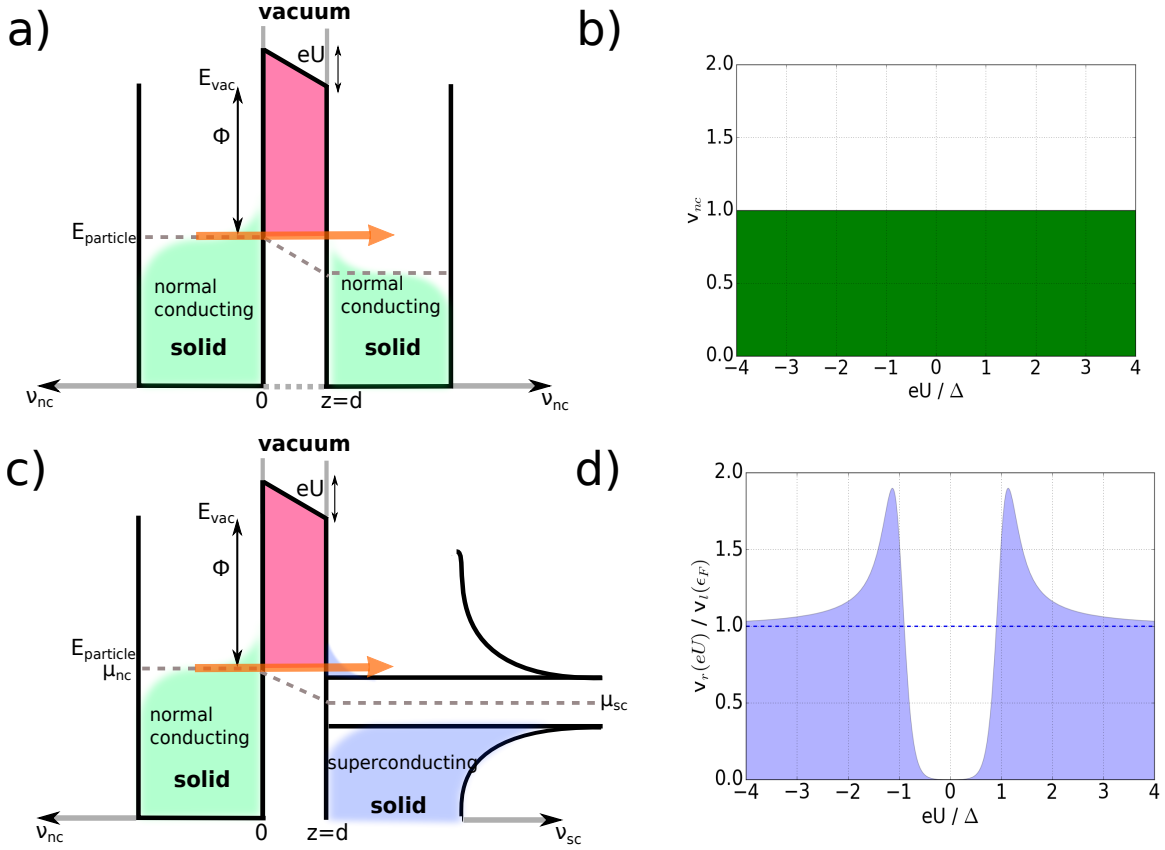 a)
vacuum
eU
E_vac
Φ
E_particle
normal
conducting
solid
normal
conducting
solid
ν_nc
0
z=d
ν_nc
b)
2.0
1.5
1.0
0.5
0.0
ν_nc
−4 −3 −2 −1 0 1 2 3 4
eU / Δ
c)
vacuum
eU
E_vac
Φ
E_particle
μ_nc
μ_sc
normal
conducting
solid
superconducting
solid
ν_nc
0
z=d
ν_sc
d)
2.0
1.5
1.0
0.5
0.0
ν_r(eU) / ν_l(ϵ_F)
−4 −3 −2 −1 0 1 2 3 4
eU / Δ